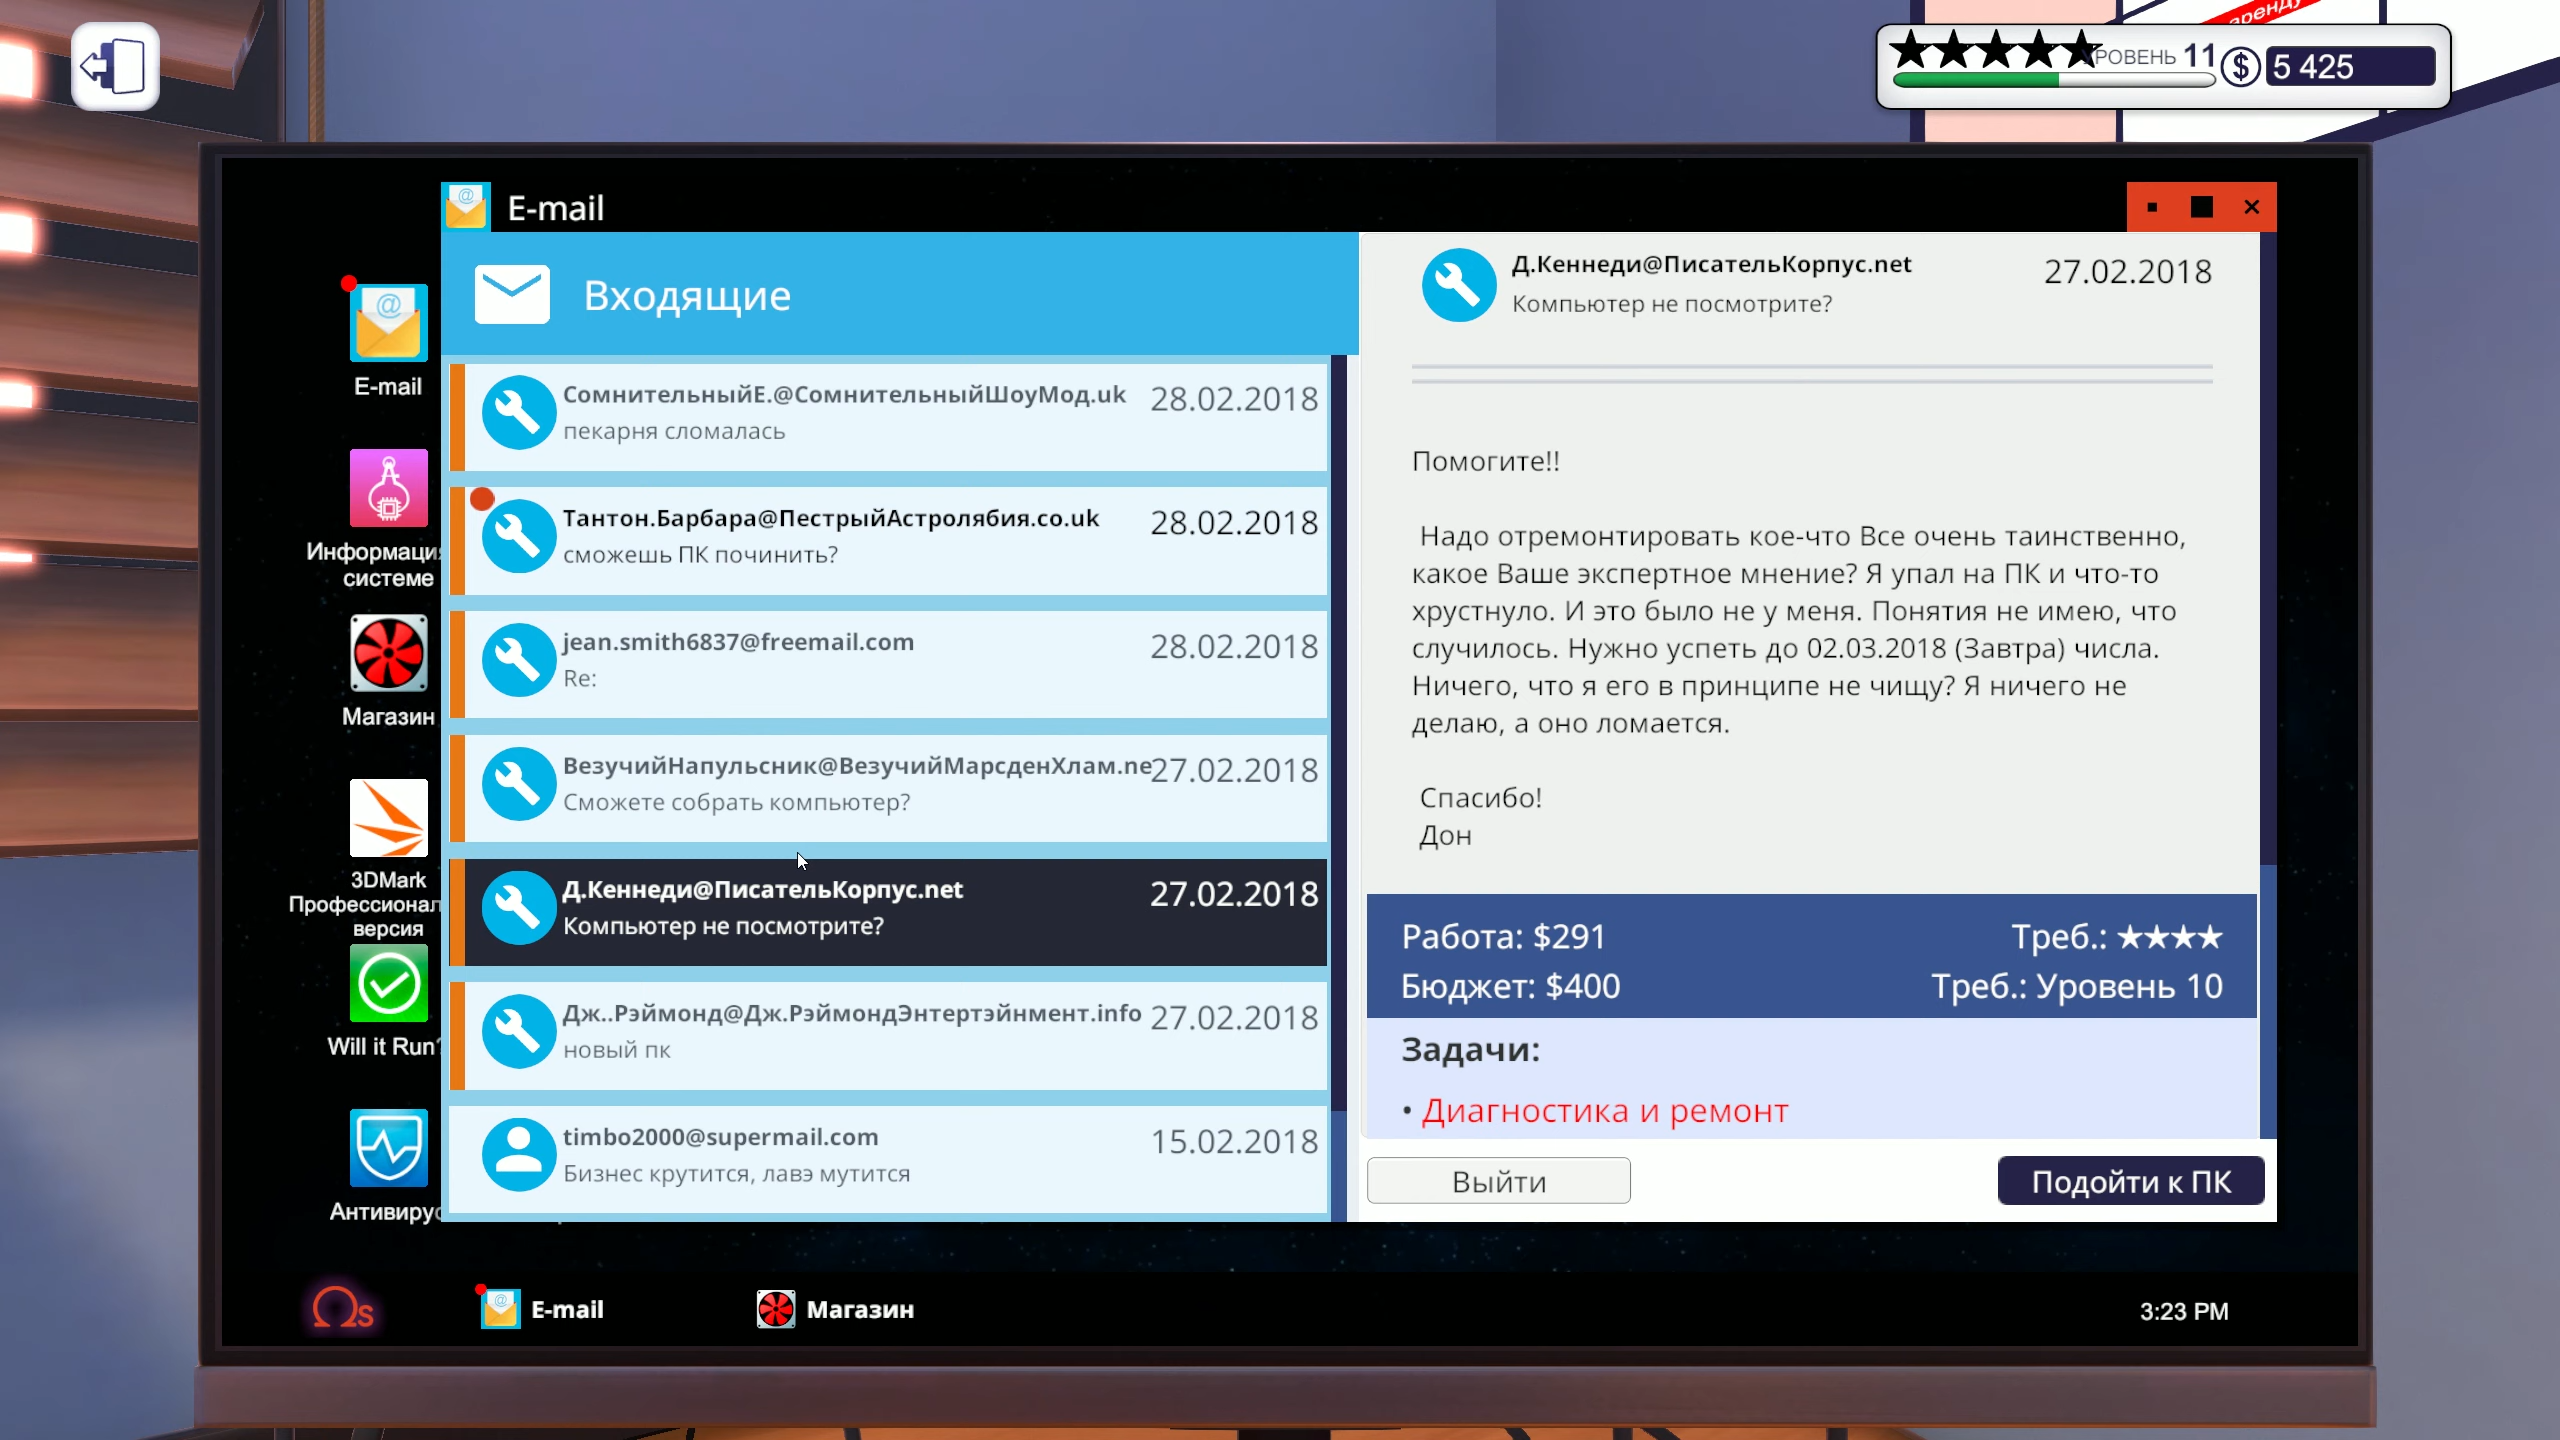 аренду
УРОВЕНЬ 11
$ 5 425
E-mail
Входящие
E-mail
Информаци
системе
Магазин
3DMark
Профессионал
версия
Will it Run?
Антивиру
СомнительныйЕ.@СомнительныйШоуМод.uk 28.02.2018
пекарня сломалась
Тантон.Барбара@ПестрыйАстролябия.co.uk 28.02.2018
сможешь ПК починить?
jean.smith6837@freemail.com 28.02.2018
Re:
ВезучийНапульсник@ВезучийМарсденХлам.ne 27.02.2018
Сможете собрать компьютер?
Д.Кеннеди@ПисательКорпус.net 27.02.2018
Компьютер не посмотрите?
Дж..Рэймонд@Дж.РэймондЭнтертэйнмент.info 27.02.2018
новый пк
timbo2000@supermail.com 15.02.2018
Бизнес крутится, лавэ мутится
Д.Кеннеди@ПисательКорпус.net 27.02.2018
Компьютер не посмотрите?
Помогите!!
Надо отремонтировать кое-что Все очень таинственно,
какое Ваше экспертное мнение? Я упал на ПК и что-то
хрустнуло. И это было не у меня. Понятия не имею, что
случилось. Нужно успеть до 02.03.2018 (Завтра) числа.
Ничего, что я его в принципе не чищу? Я ничего не
делаю, а оно ломается.
Спасибо!
Дон
Работа: $291 Треб.: ★★★★
Бюджет: $400 Треб.: Уровень 10
Задачи:
• Диагностика и ремонт
Выйти Подойти к ПК
Ωs E-mail Магазин 3:23 PM